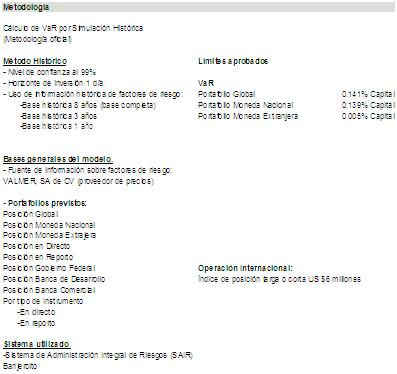 Metodología
Cálculo de VaR por Simulación Histórica
(Metodología oficial)
Método Histórico
- Nivel de confianza al 99%
- Horizonte de inversión 1 día.
- Uso de información histórica de factores de riesgo:
-Base histórica 8 años (base completa)
-Base histórica 3 años
-Base histórica 1 año
Límites aprobados
VaR
Portafolio Global 0.141% Capital
Portafolio Moneda Nacional 0.139% Capital
Portafolio Moneda Extranjera 0.005% Capital
Bases generales del modelo.
- Fuente de información sobre factores de riesgo:
VALMER, SA de CV (proveedor de precios)
- Portafolios previstos:
Posición Global
Posición Moneda Nacional
Posición Moneda Extrajera
Posición en Directo
Posición en Reporto
Posición Gobierno Federal
Posición Banca de Desarrollo
Posición Banca Comercial
Por tipo de instrumento
-En directo
-En reporto
Operación internacional:
Índice de posición larga o corta US $6 millones
Sistema utilizado.
-Sistema de Administración Integral de Riesgos (SAIR)
Banjercito